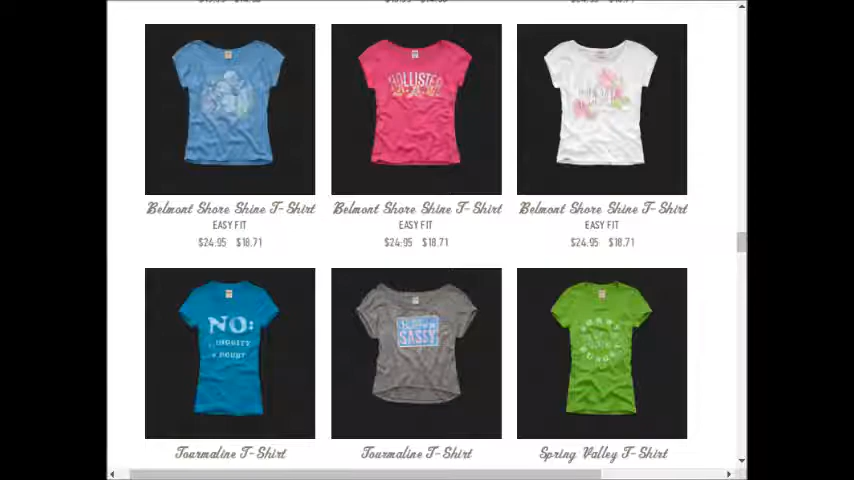 HOLLISTER
Belmont Shore Shine T-Shirt
Belmont Shore Shine T-Shirt
Belmont Shore Shine T-Shirt
EASY FIT
EASY FIT
EASY FIT
$24.95 $18.71
$24.95 $18.71
$24.95 $18.71
NO:
DOUBT
SASSY
Tourmaline T-Shirt
Tourmaline T-Shirt
Spring Valley T-Shirt